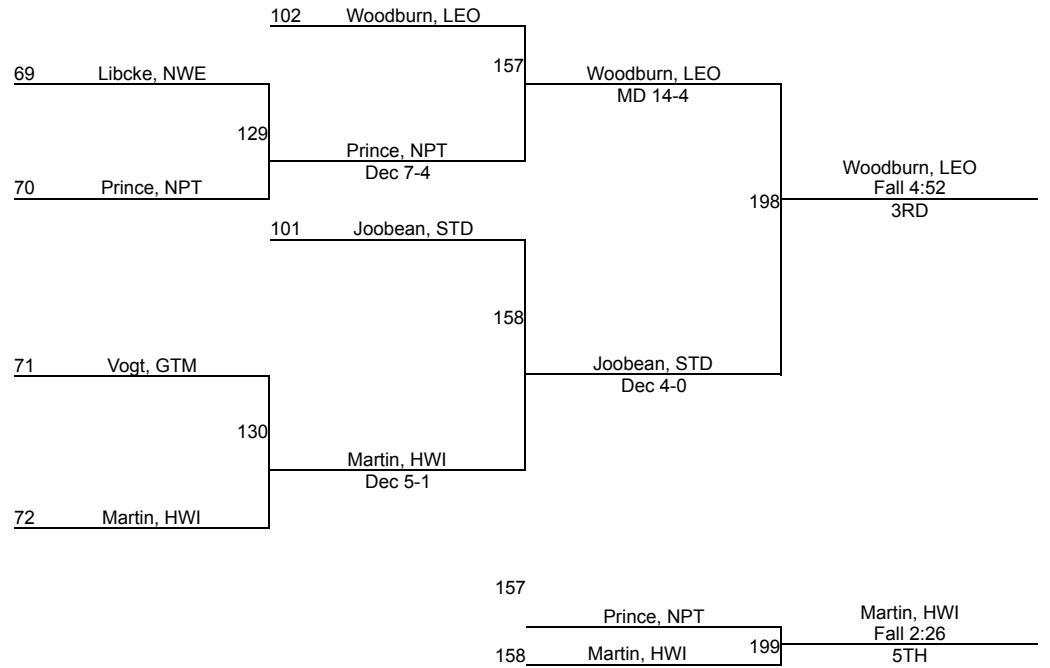 102 Woodburn, LEO
157
69 Libcke, NWE
Woodburn, LEO
MD 14-4
129
Prince, NPT
Dec 7-4
70 Prince, NPT
Woodburn, LEO
Fall 4:52
198
3RD
101 Joobean, STD
158
71 Vogt, GTM
Joobean, STD
Dec 4-0
130
Martin, HWI
Dec 5-1
72 Martin, HWI
157
Prince, NPT
Martin, HWI
Fall 2:26
199
158 Martin, HWI
5TH